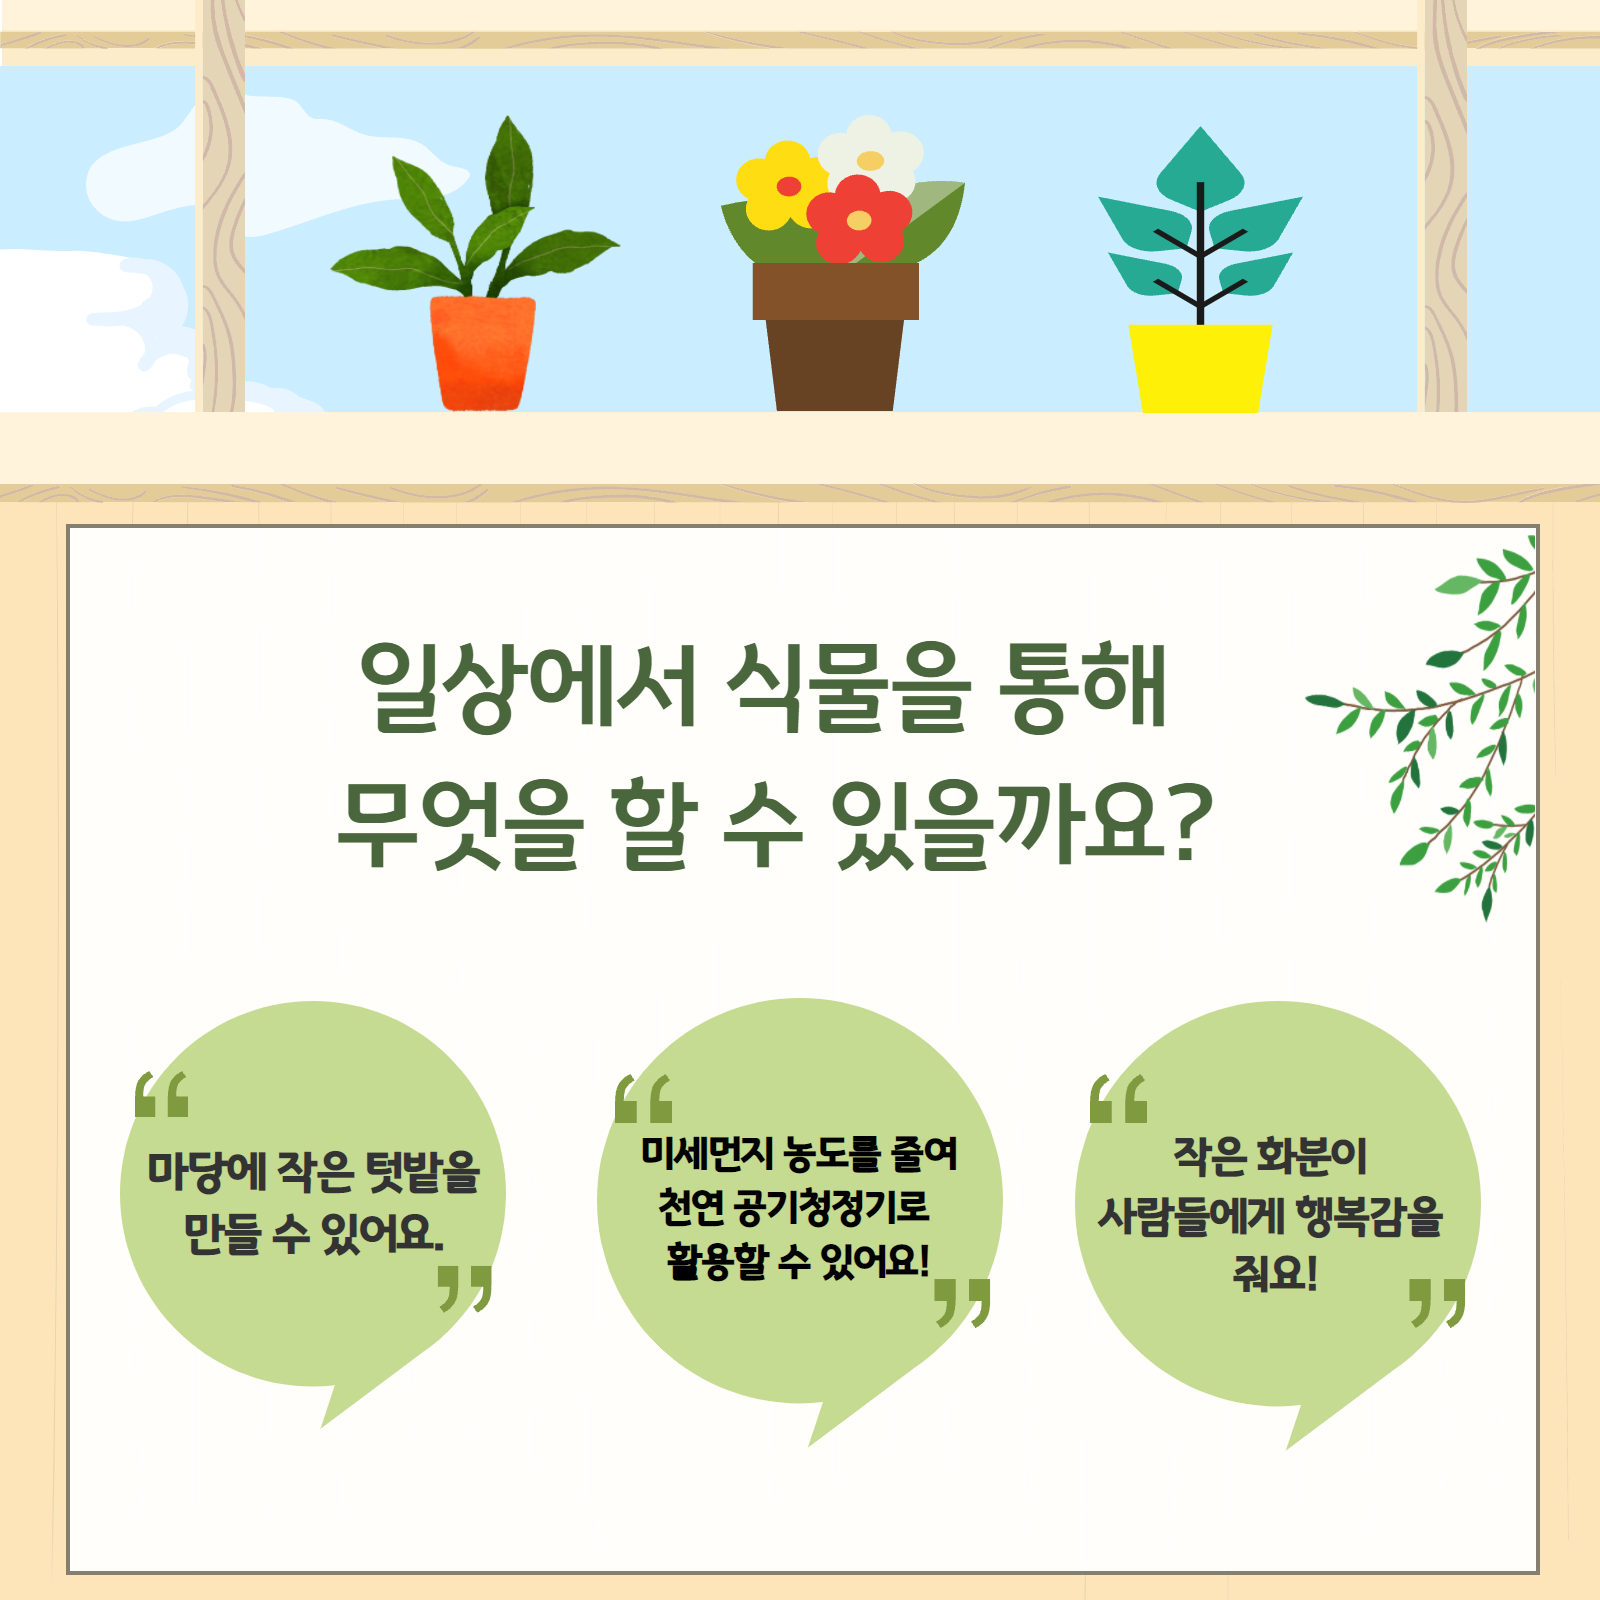 일상에서 식물을 통해
무엇을 할 수 있을까요?
“
마당에 작은 텃밭을
만들 수 있어요.
”
“
미세먼지 농도를 줄여
천연 공기청정기로
활용할 수 있어요!
”
“
작은 화분이
사람들에게 행복감을
줘요!
”